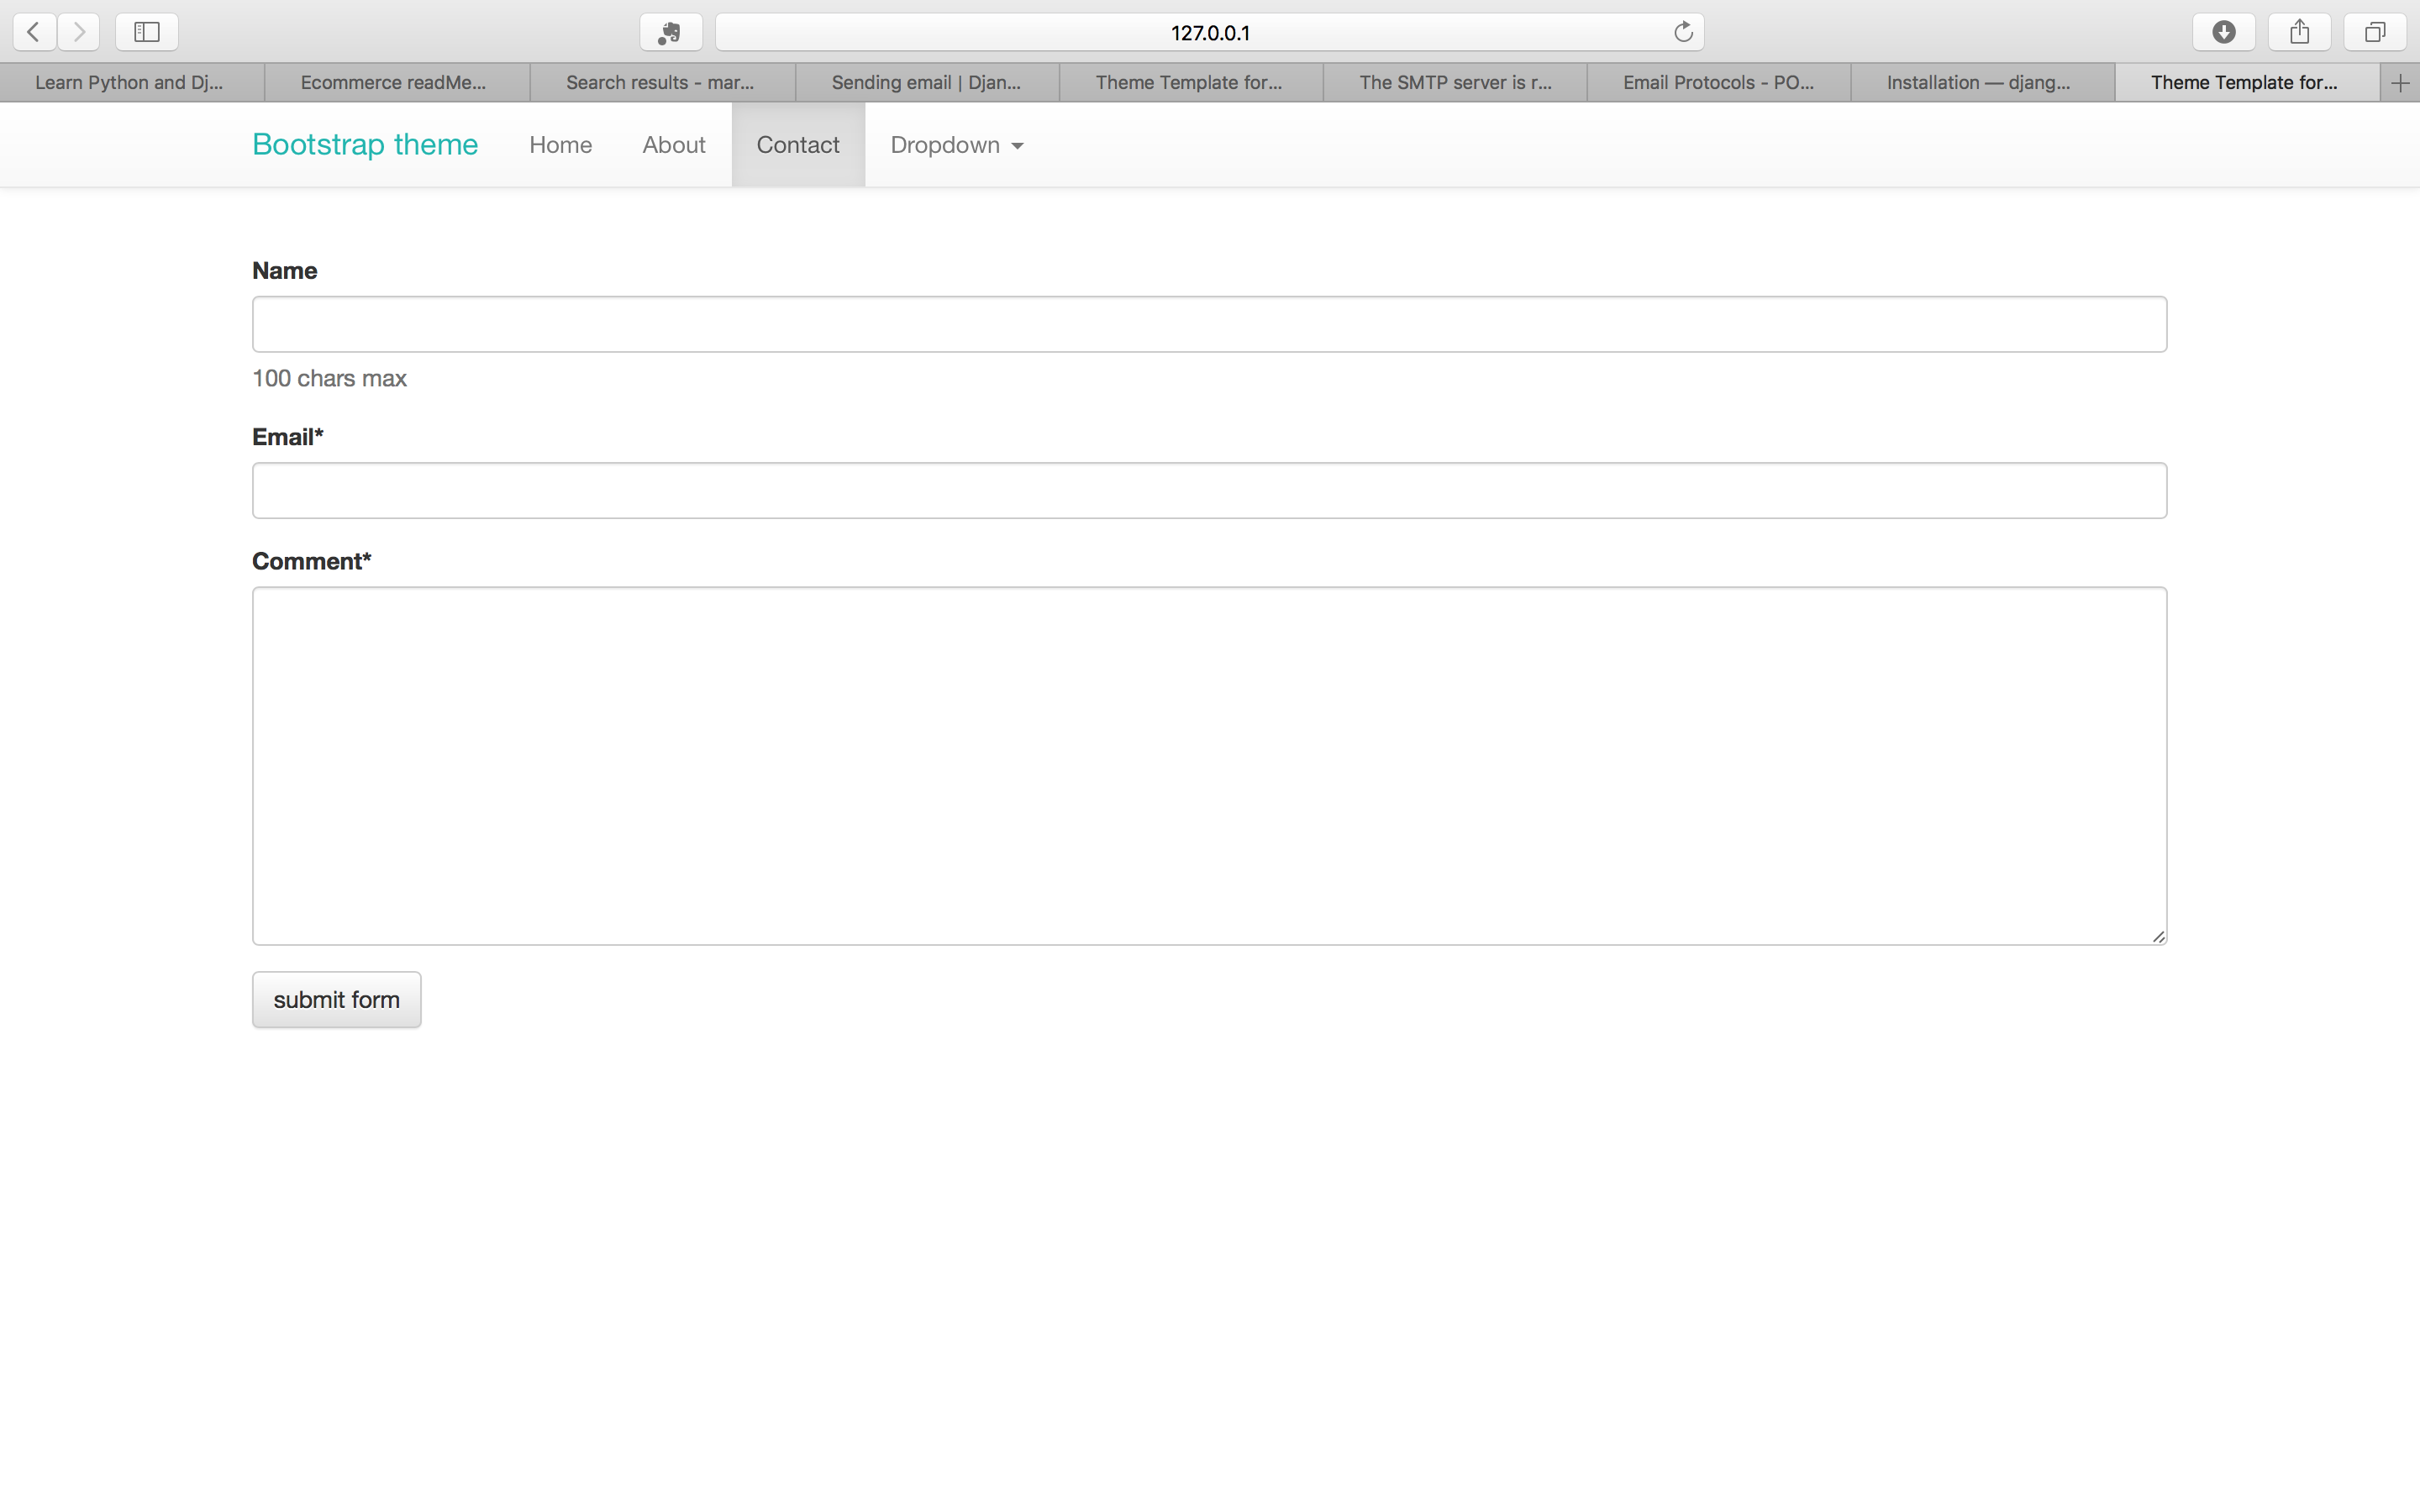 127.0.0.1
Learn Python and Dj... Ecommerce readMe... Search results - mar... Sending email | Djan... Theme Template for... The SMTP server is r... Email Protocols - PO... Installation — djang... Theme Template for...
Bootstrap theme Home About Contact Dropdown
Name
100 chars max
Email*
Comment*
submit form